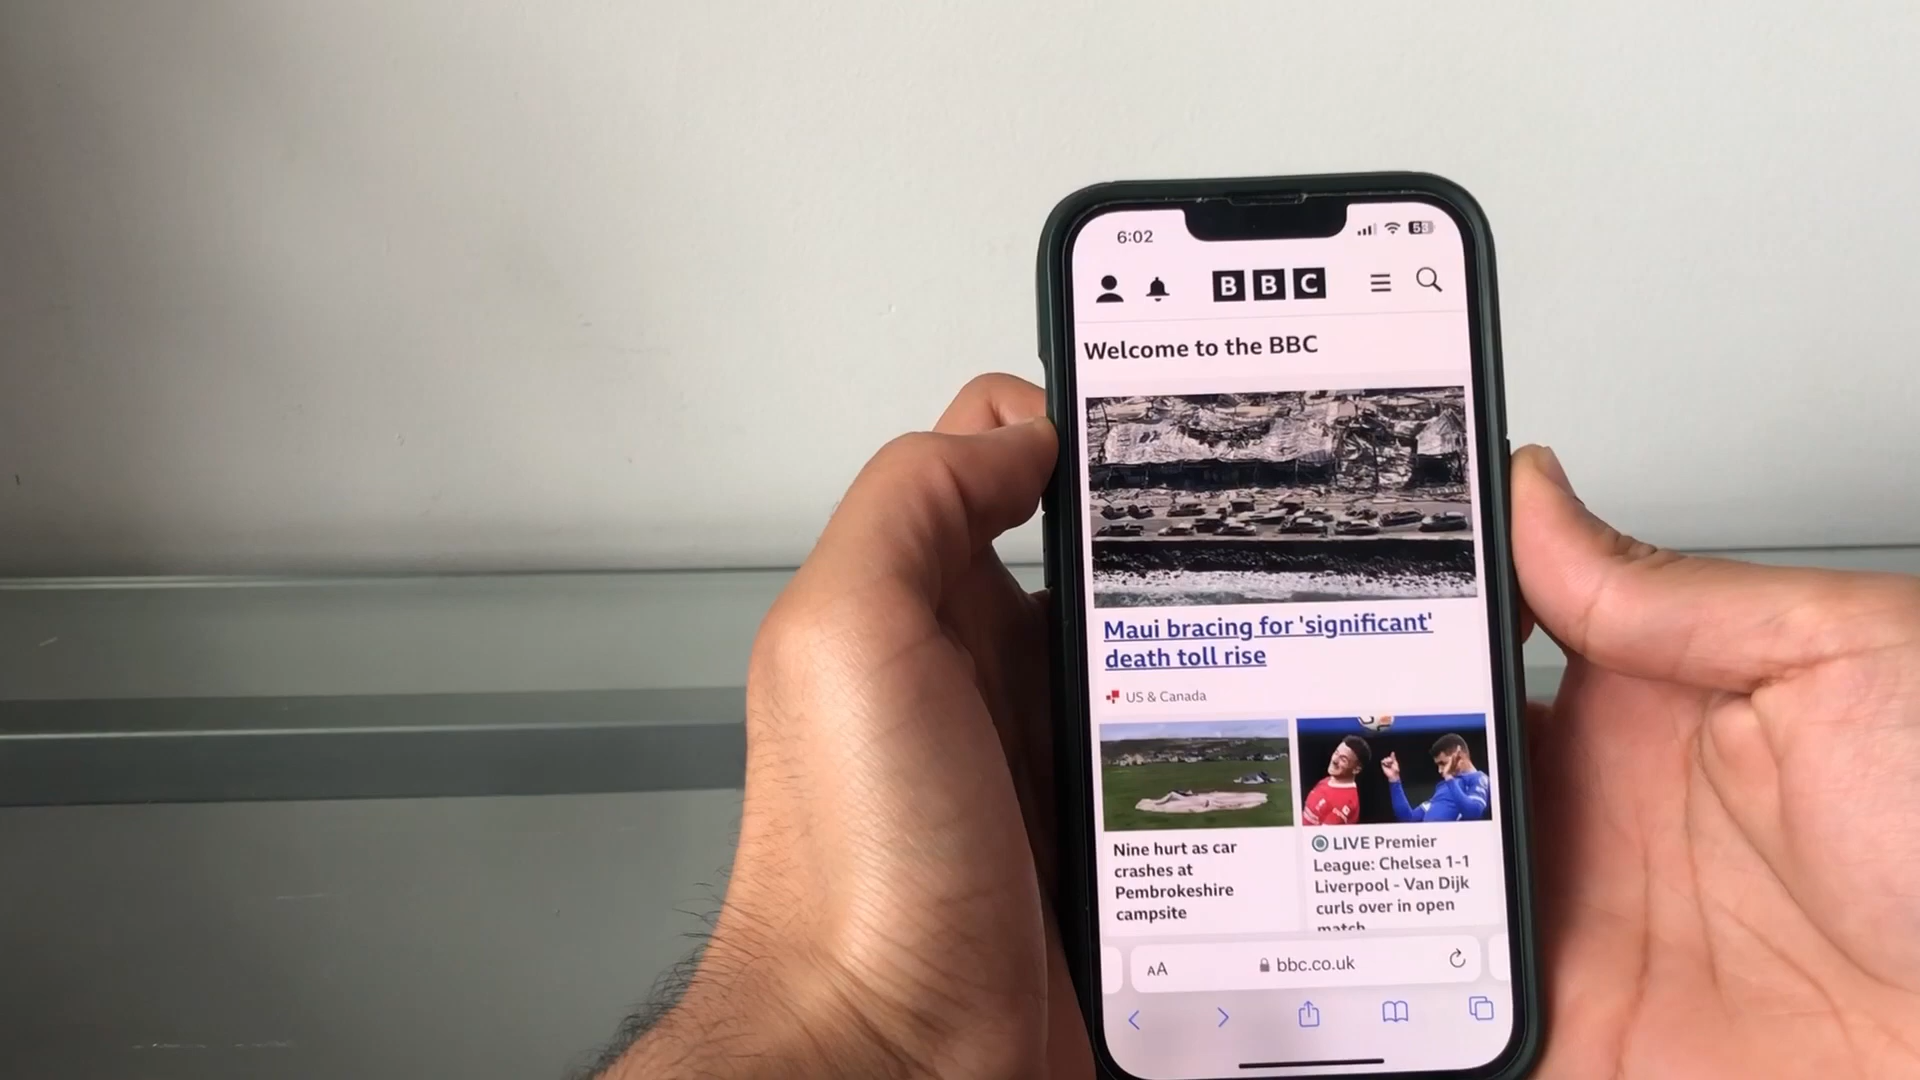 6:02
53
BBC
Welcome to the BBC
Maui bracing for 'significant'
death toll rise
US & Canada
Nine hurt as car
crashes at
Pembrokeshire
campsite
LIVE Premier
League: Chelsea 1-1
Liverpool - Van Dijk
curls over in open
match
AA
bbc.co.uk